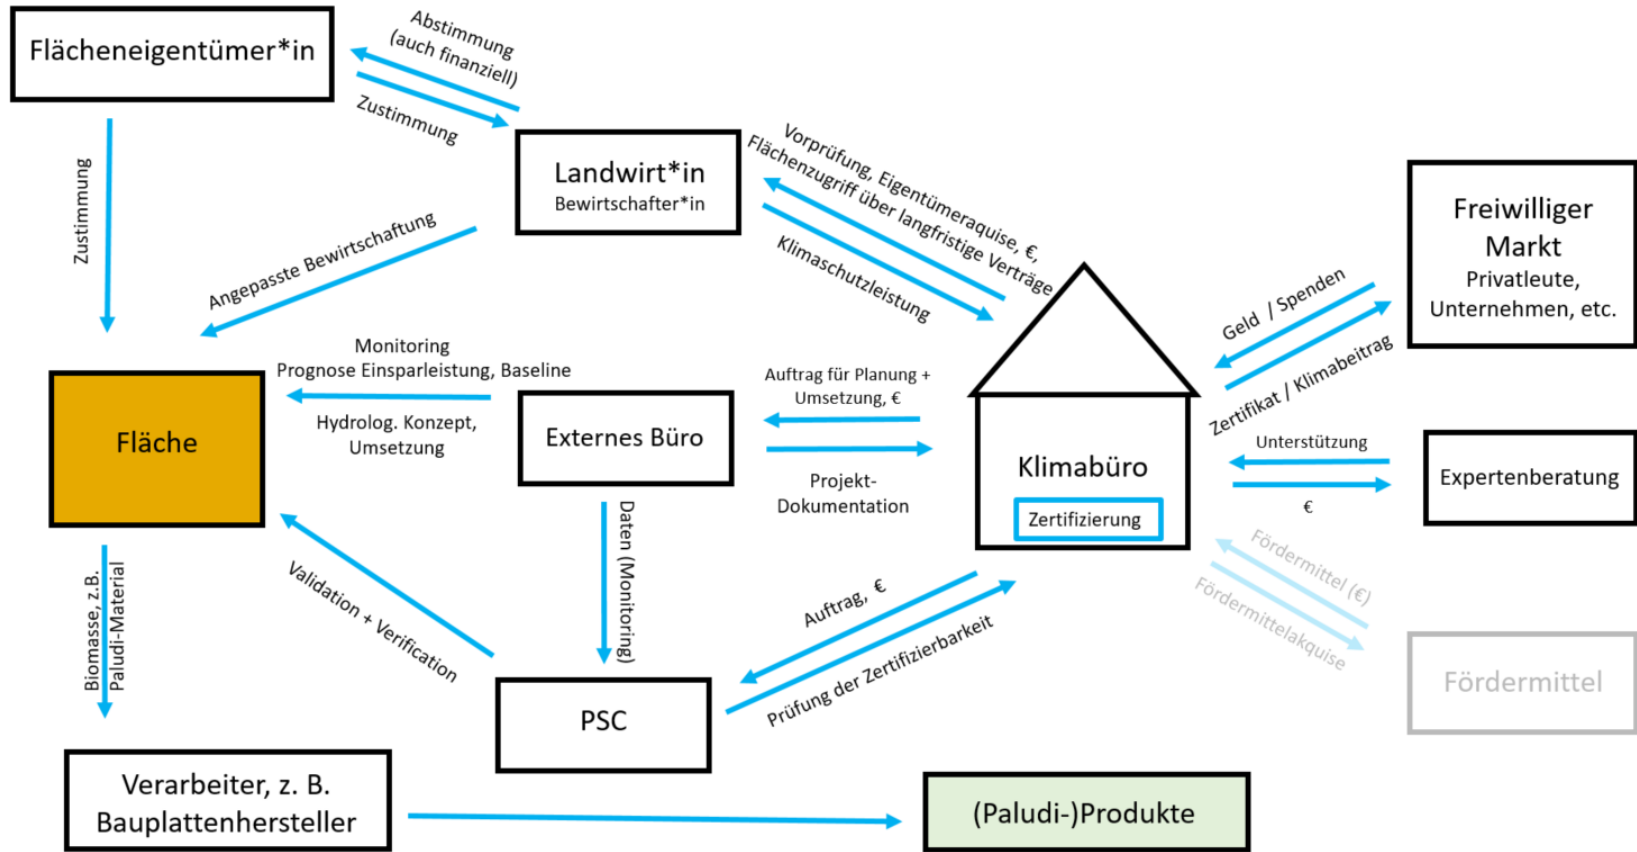 Flächeneigentümer*in
Abstimmung
(auch finanziell)
Zustimmung
Zustimmung
Landwirt*in
Bewirtschafter*in
Angepasste Bewirtschaftung
Vorprüfung, Eigentümeraquise, €,
Flächenzugriff über langfristige Verträge
Klimaschutzleistung
Freiwilliger
Markt
Privatleute,
Unternehmen, etc.
Geld / Spenden
Zertifikat / Klimabeitrag
Monitoring
Prognose Einsparleistung, Baseline
Hydrolog. Konzept,
Umsetzung
Fläche
Externes Büro
Auftrag für Planung +
Umsetzung, €
Projekt-
Dokumentation
Klimabüro
Zertifizierung
Unterstützung
€
Expertenberatung
Fördermittel (€)
Fördermittelakquise
Fördermittel
Daten (Monitoring)
Validation + Verification
Auftrag, €
Prüfung der Zertifizierbarkeit
PSC
Biomasse, z.B.
Paludi-Material
Verarbeiter, z. B.
Bauplattenhersteller
(Paludi-)Produkte